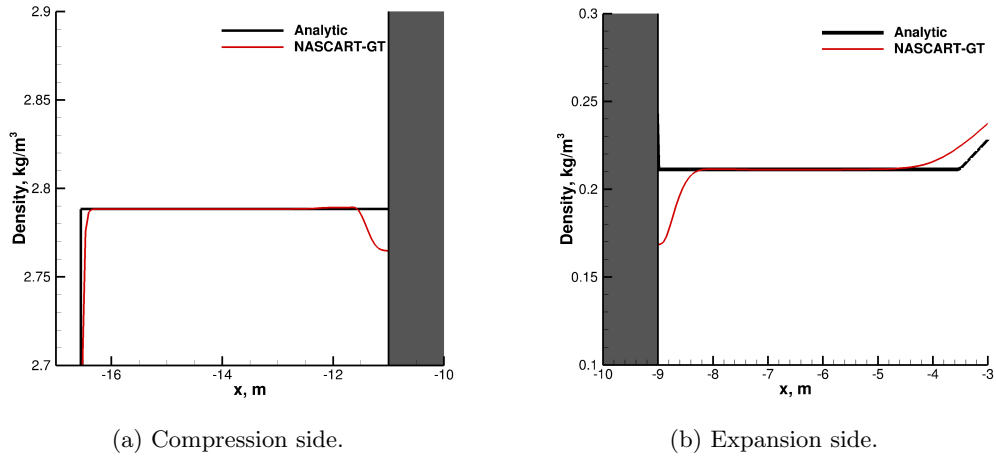 2.9
2.85
2.8
2.75
2.7
Density, kg/m³
Analytic
NASCART-GT
-16
-14
-12
-10
x, m
(a) Compression side.
0.3
0.25
0.2
0.15
0.1
Density, kg/m³
Analytic
NASCART-GT
-10
-9
-8
-7
-6
-5
-4
-3
x, m
(b) Expansion side.